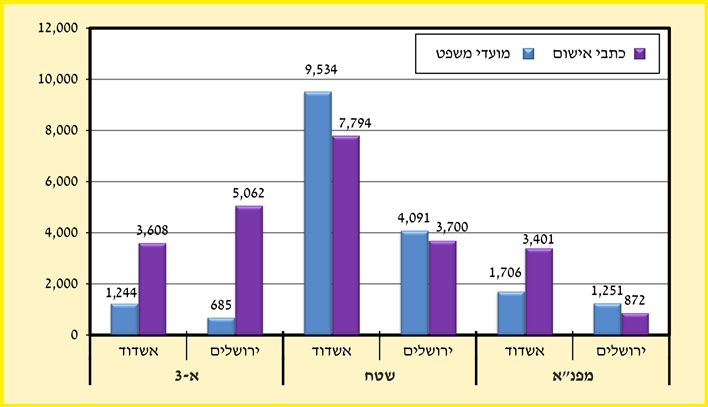 כתבי אישום מועדי משפט
12,000
10,000
8,000
6,000
4,000
2,000
0
1,244 3,608 685 5,062 9,534 7,794 4,091 3,700 1,706 3,401 1,251 872
אשדוד ירושלים אשדוד ירושלים אשדוד ירושלים
א-3 שטח מפנ"א